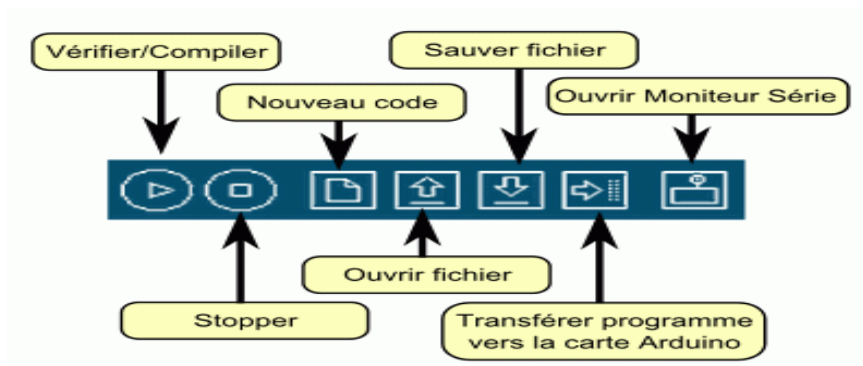 Vérifier/Compiler
Sauver fichier
Nouveau code
Ouvrir Moniteur Série
Ouvrir fichier
Stopper
Transférer programme
vers la carte Arduino